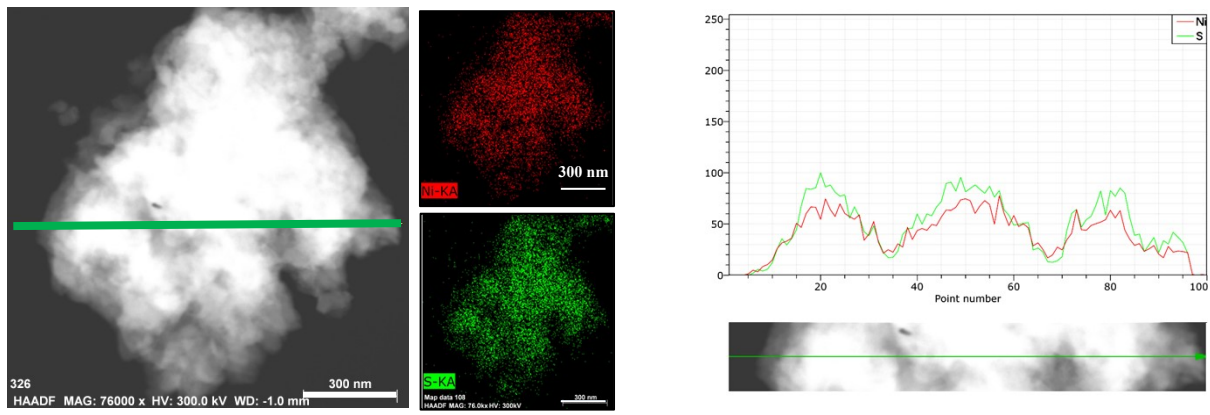 326
300 nm
HAADF MAG: 76000 x HV: 300.0 kV WD: -1.0 mm
Ni-KA
300 nm
S-KA
Map data 108
HAADF MAG: 76.0kx HV: 300kV
300 nm
250
200
150
100
50
0
20
40
60
80
100
Point number
Ni
S